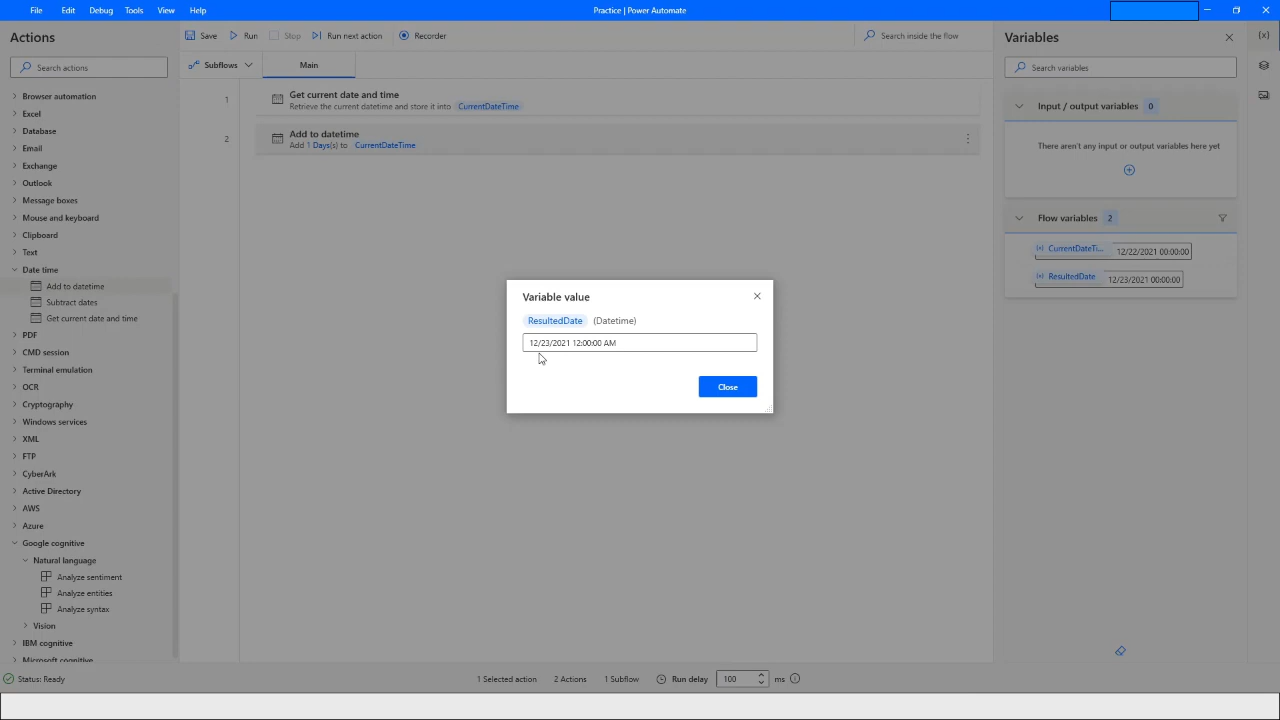 File Edit Debug View Tools Help
Practice | Power Automate
Actions
Search actions
Browser automation
Excel
Database
Email
Exchange
Outlook
Message boxes
Mouse and keyboard
Clipboard
Text
Date time
Add to datetime
Subtract dates
Get current date and time
PDF
CMD session
Terminal emulation
OCR
Cryptography
Windows services
XML
FTP
CyberArk
Active Directory
AWS
Azure
Google cognitive
Natural language
Analyze sentiment
Analyze entities
Analyze syntax
Vision
IBM cognitive
Microsoft cognitive
Save Run Stop Run next action Recorder
Search inside the flow
Subflows Main
1 Get current date and time
Retrieve the current datetime and store it into CurrentDateTime
2 Add to datetime
Add 1 Days(s) to CurrentDateTime
Variable value
ResultedDate (Datetime)
12/23/2021 12:00:00 AM
Close
Variables
Search variables
Input / output variables 0
There aren't any input or output variables here yet
Flow variables 2
CurrentDateTi... 12/22/2021 00:00:00
ResultedDate 12/23/2021 00:00:00
{x}
Status: Ready 1 Selected action 2 Actions 1 Subflow Run delay 100 ms